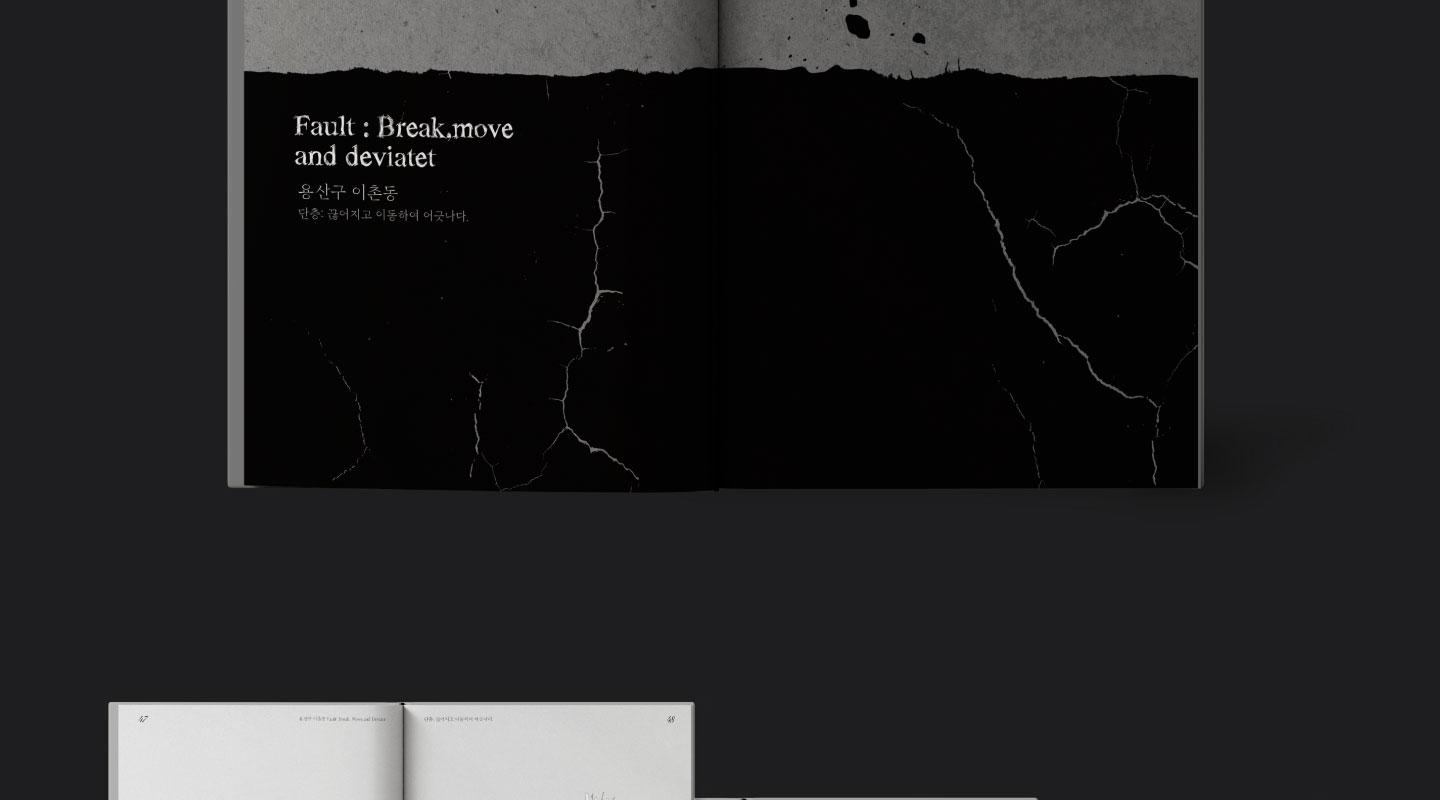 Fault : Break,move
and deviatet
용산구 이촌동
단층: 끊어지고 이동하여 어긋나다.
47
용산구 이촌동 Fault Break, Move and Deviate
단층, 끊어지고 이동하여 어긋나다.
48